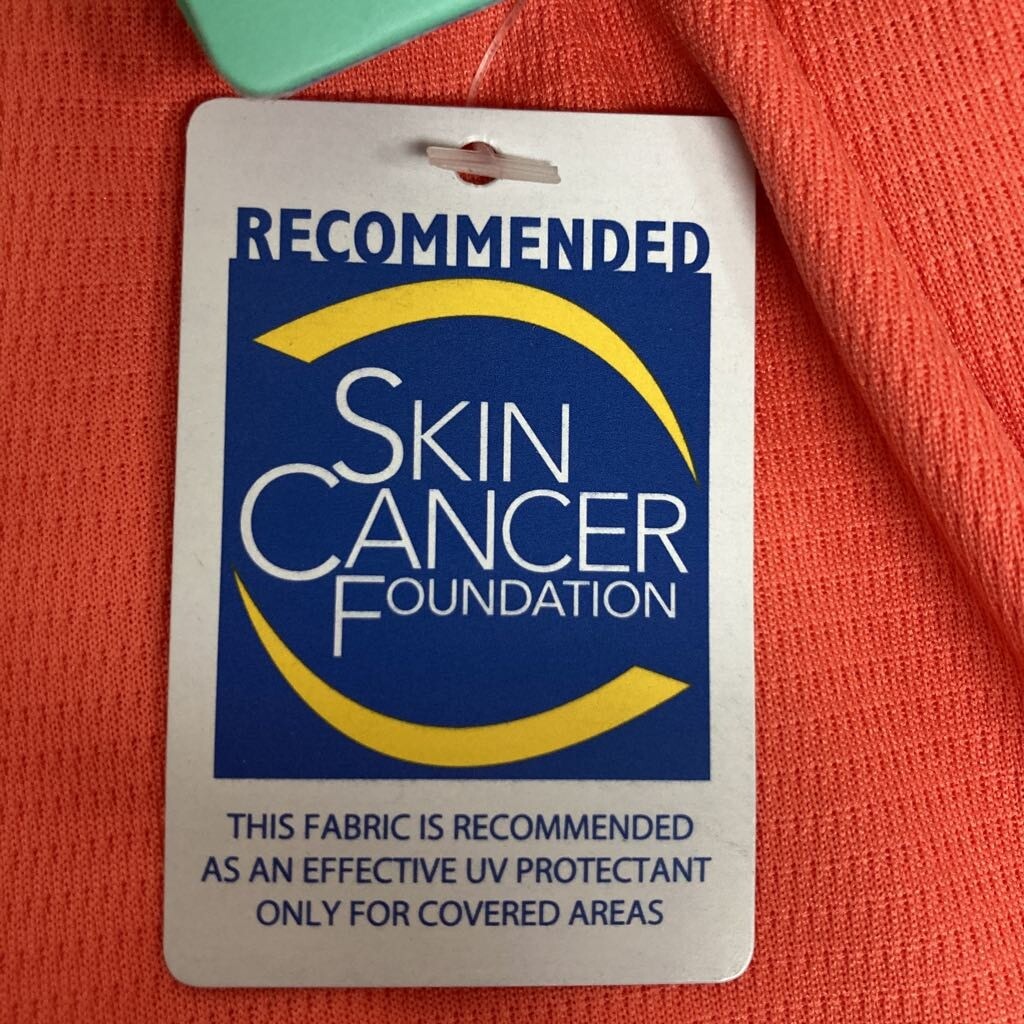 RECOMMENDED
SKIN
CANCER
FOUNDATION
THIS FABRIC IS RECOMMENDED
AS AN EFFECTIVE UV PROTECTANT
ONLY FOR COVERED AREAS